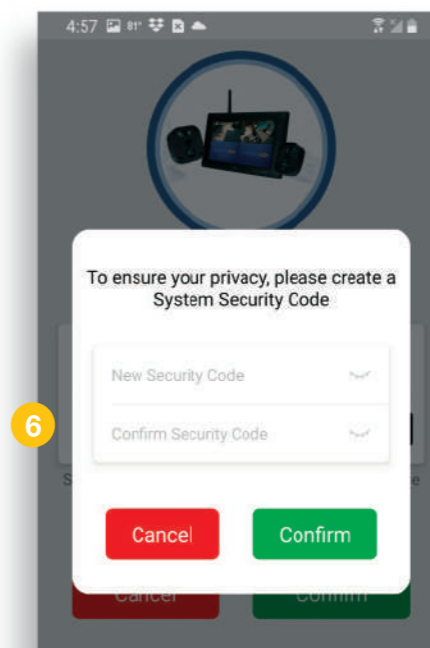 4:57 81°
To ensure your privacy, please create a
System Security Code
New Security Code
6
Confirm Security Code
S e
Cancel Confirm
Cancel Confirm